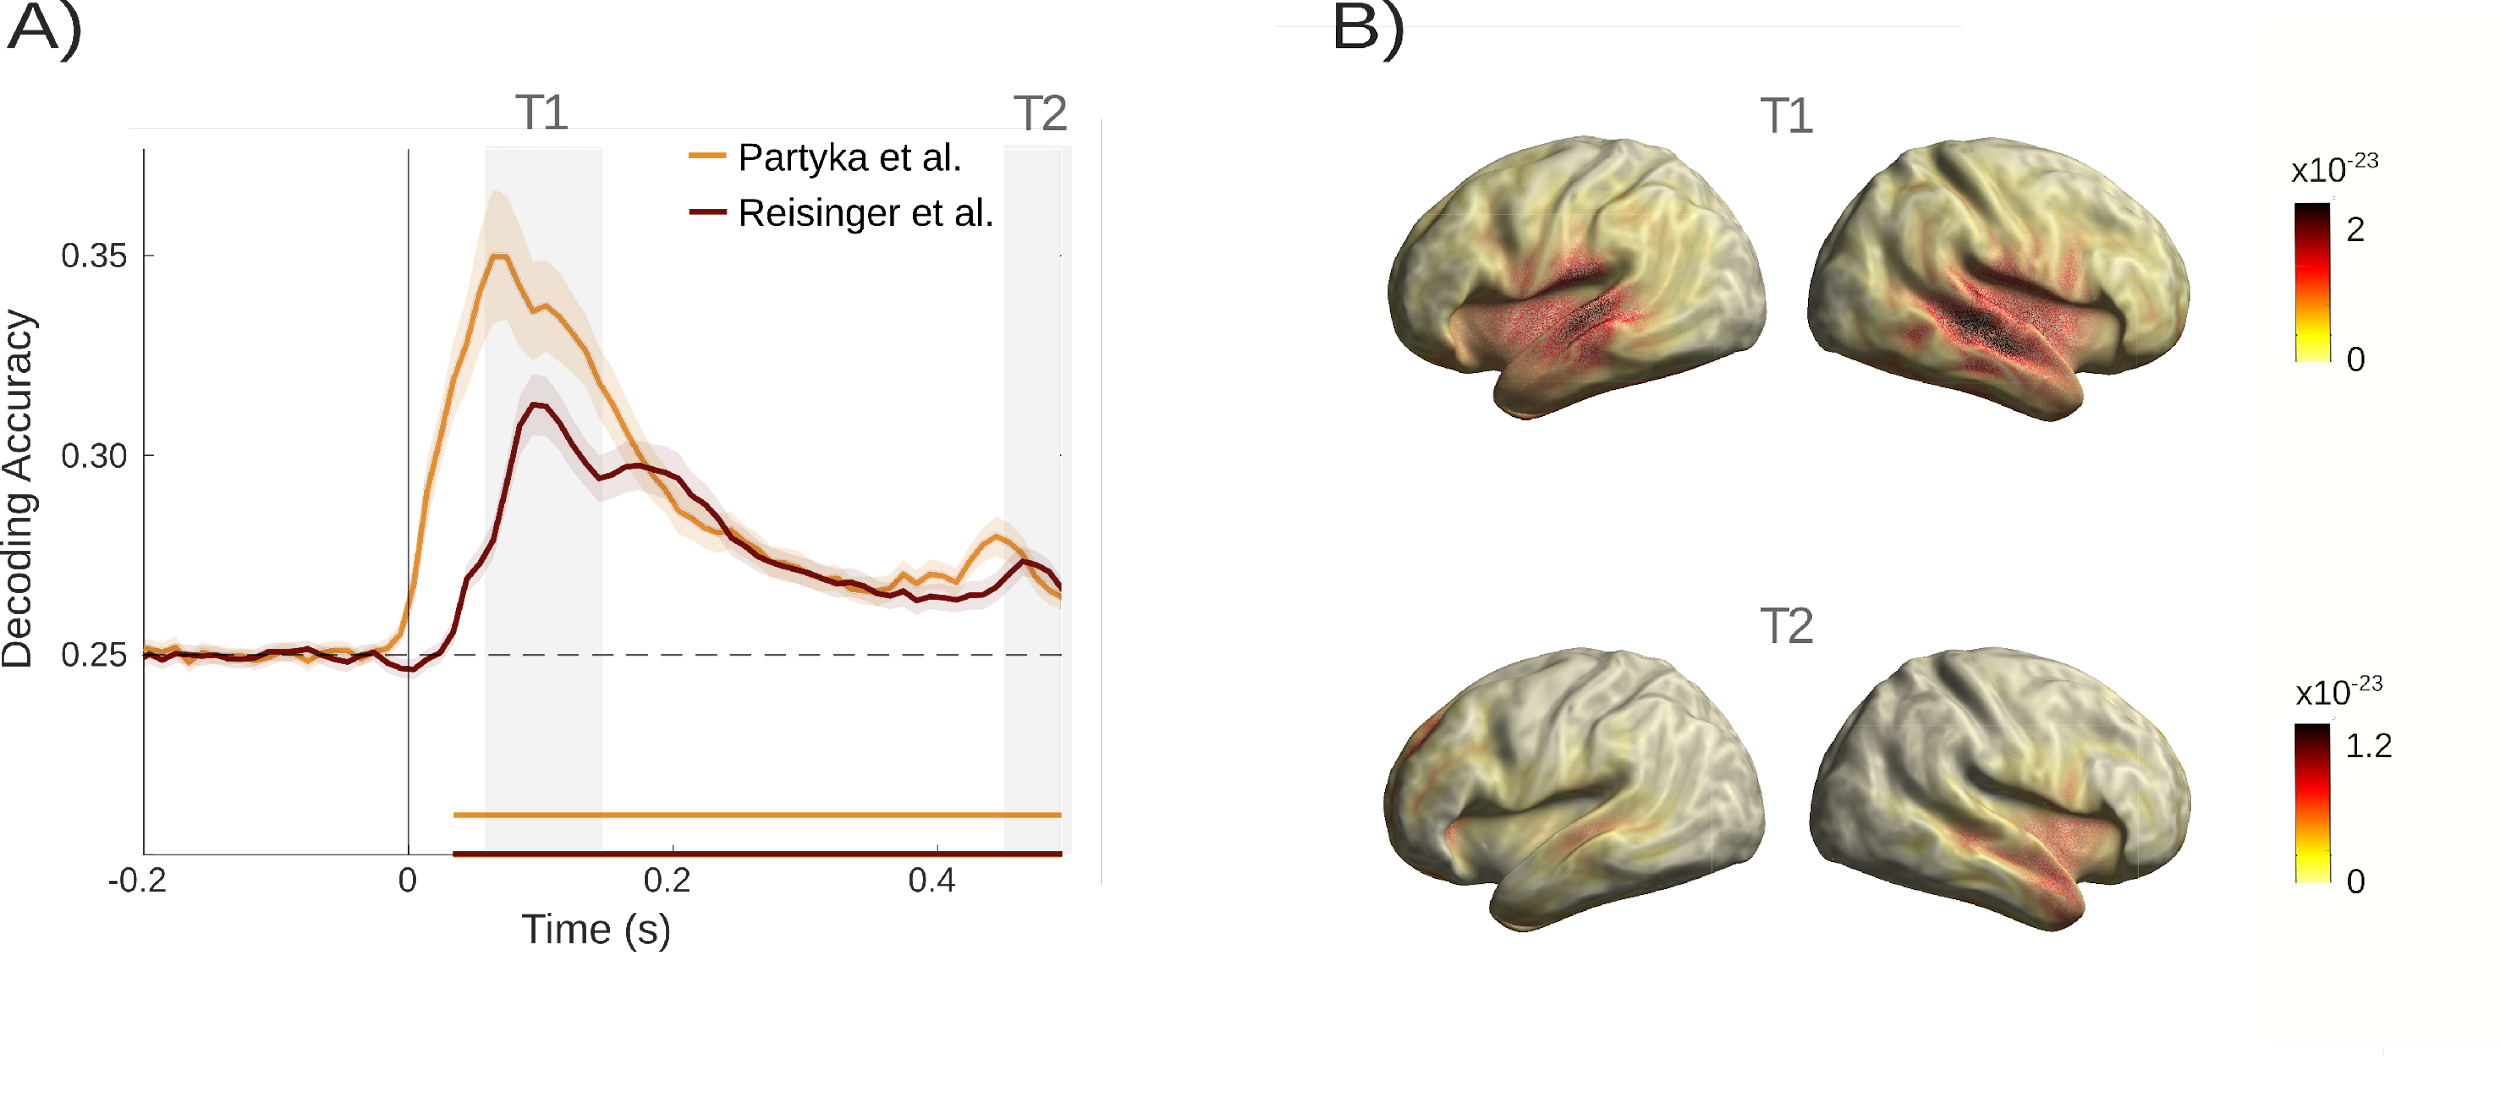 A)
B)
T1
T2
Partyka et al.
Reisinger et al.
0.35
0.30
0.25
Decoding Accuracy
-0.2
0
0.2
0.4
Time (s)
T1
x10-23
2
0
T2
x10-23
1.2
0